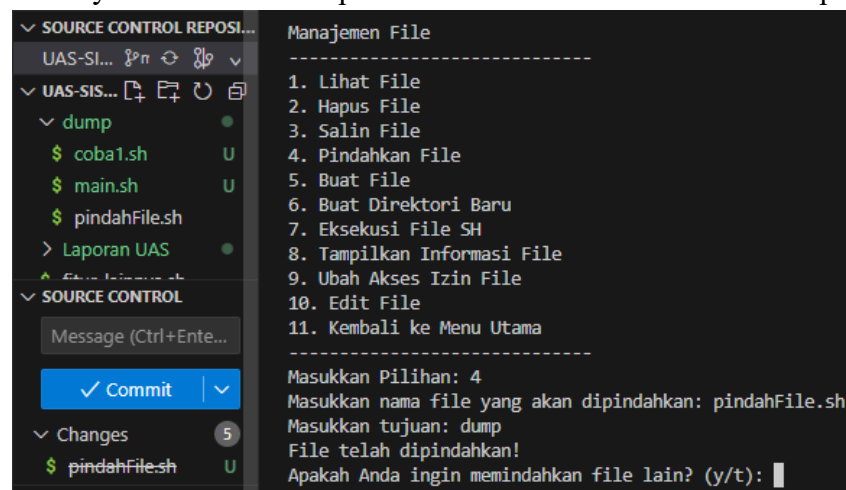 SOURCE CONTROL REPOSI...
UAS-SI...
UAS-SIS...
dump
$ coba1.sh U
$ main.sh U
$ pindahFile.sh
Laporan UAS
SOURCE CONTROL
Message (Ctrl+Ente...
Commit
Changes 5
$ pindahFile.sh U
Manajemen File
------------------------------
1. Lihat File
2. Hapus File
3. Salin File
4. Pindahkan File
5. Buat File
6. Buat Direktori Baru
7. Eksekusi File SH
8. Tampilkan Informasi File
9. Ubah Akses Izin File
10. Edit File
11. Kembali ke Menu Utama
------------------------------
Masukkan Pilihan: 4
Masukkan nama file yang akan dipindahkan: pindahFile.sh
Masukkan tujuan: dump
File telah dipindahkan!
Apakah Anda ingin memindahkan file lain? (y/t):